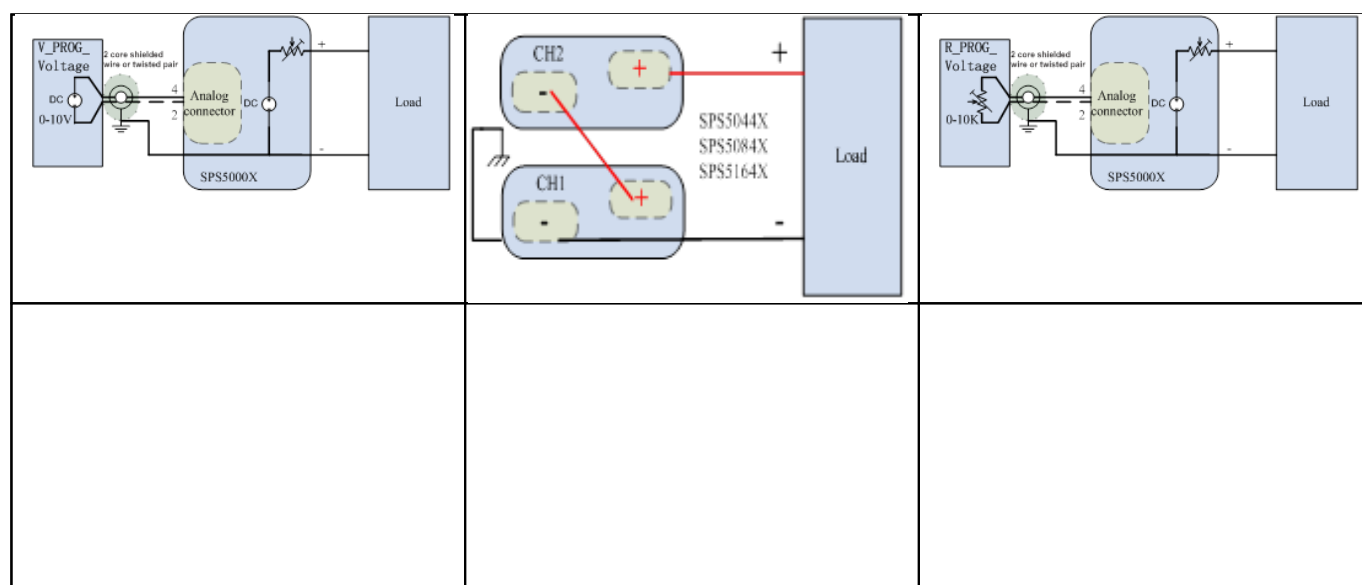 V_PROG_
Voltage
DC
0-10V
2 core shielded
wire or twisted pair
4
2
Analog
connector
DC
+
-
SPS5000X
Load
CH2
+
-
CH1
+
-
+
-
SPS5044X
SPS5084X
SPS5164X
Load
R_PROG_
Voltage
0-10K
2 core shielded
wire or twisted pair
4
2
Analog
connector
DC
+
-
SPS5000X
Load